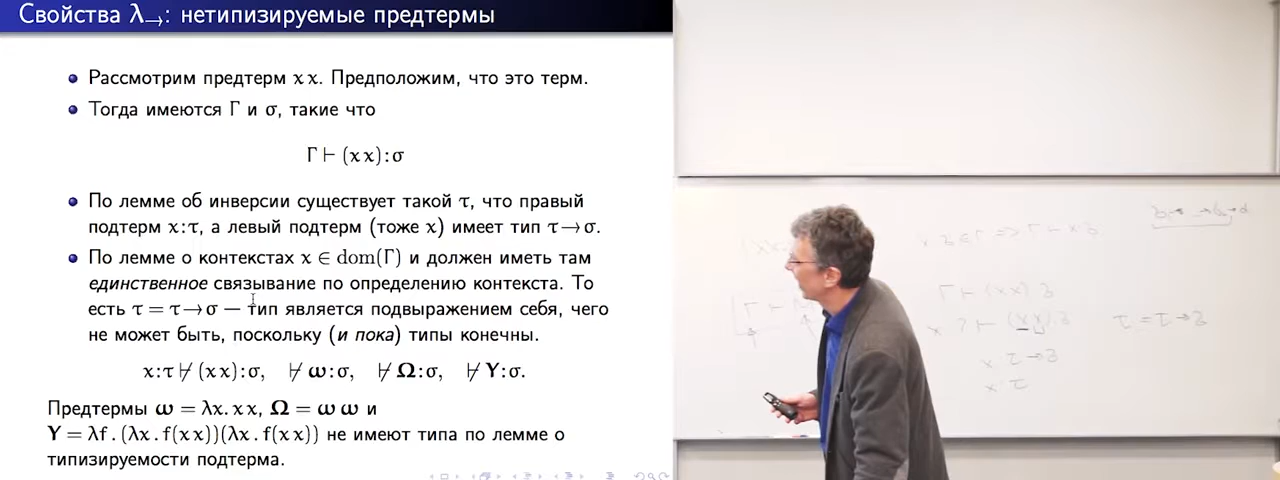 Свойства λ→: нетипизируемые предтермы
Рассмотрим предтерм x x. Предположим, что это терм.
Тогда имеются Γ и σ, такие что
Γ ⊢ (x x) : σ
По лемме об инверсии существует такой τ, что правый
подтерм x : τ, а левый подтерм (тоже x) имеет тип τ → σ.
По лемме о контекстах x ∈ dom(Γ) и должен иметь там
единственное связывание по определению контекста. То
есть τ = τ → σ — тип является подвыражением себя, чего
не может быть, поскольку (и пока) типы конечны.
x : τ ⊬ (x x) : σ, ⊬ ω : σ, ⊬ Ω : σ, ⊬ Y : σ.
Предтермы ω = λx. x x, Ω = ω ω и
Y = λf . (λx . f(x x))(λx . f(x x)) не имеют типа по лемме о
типизируемости подтерма.
Γ ⊢ (xx) : σ
τ = τ → σ
x : τ → σ
x : τ